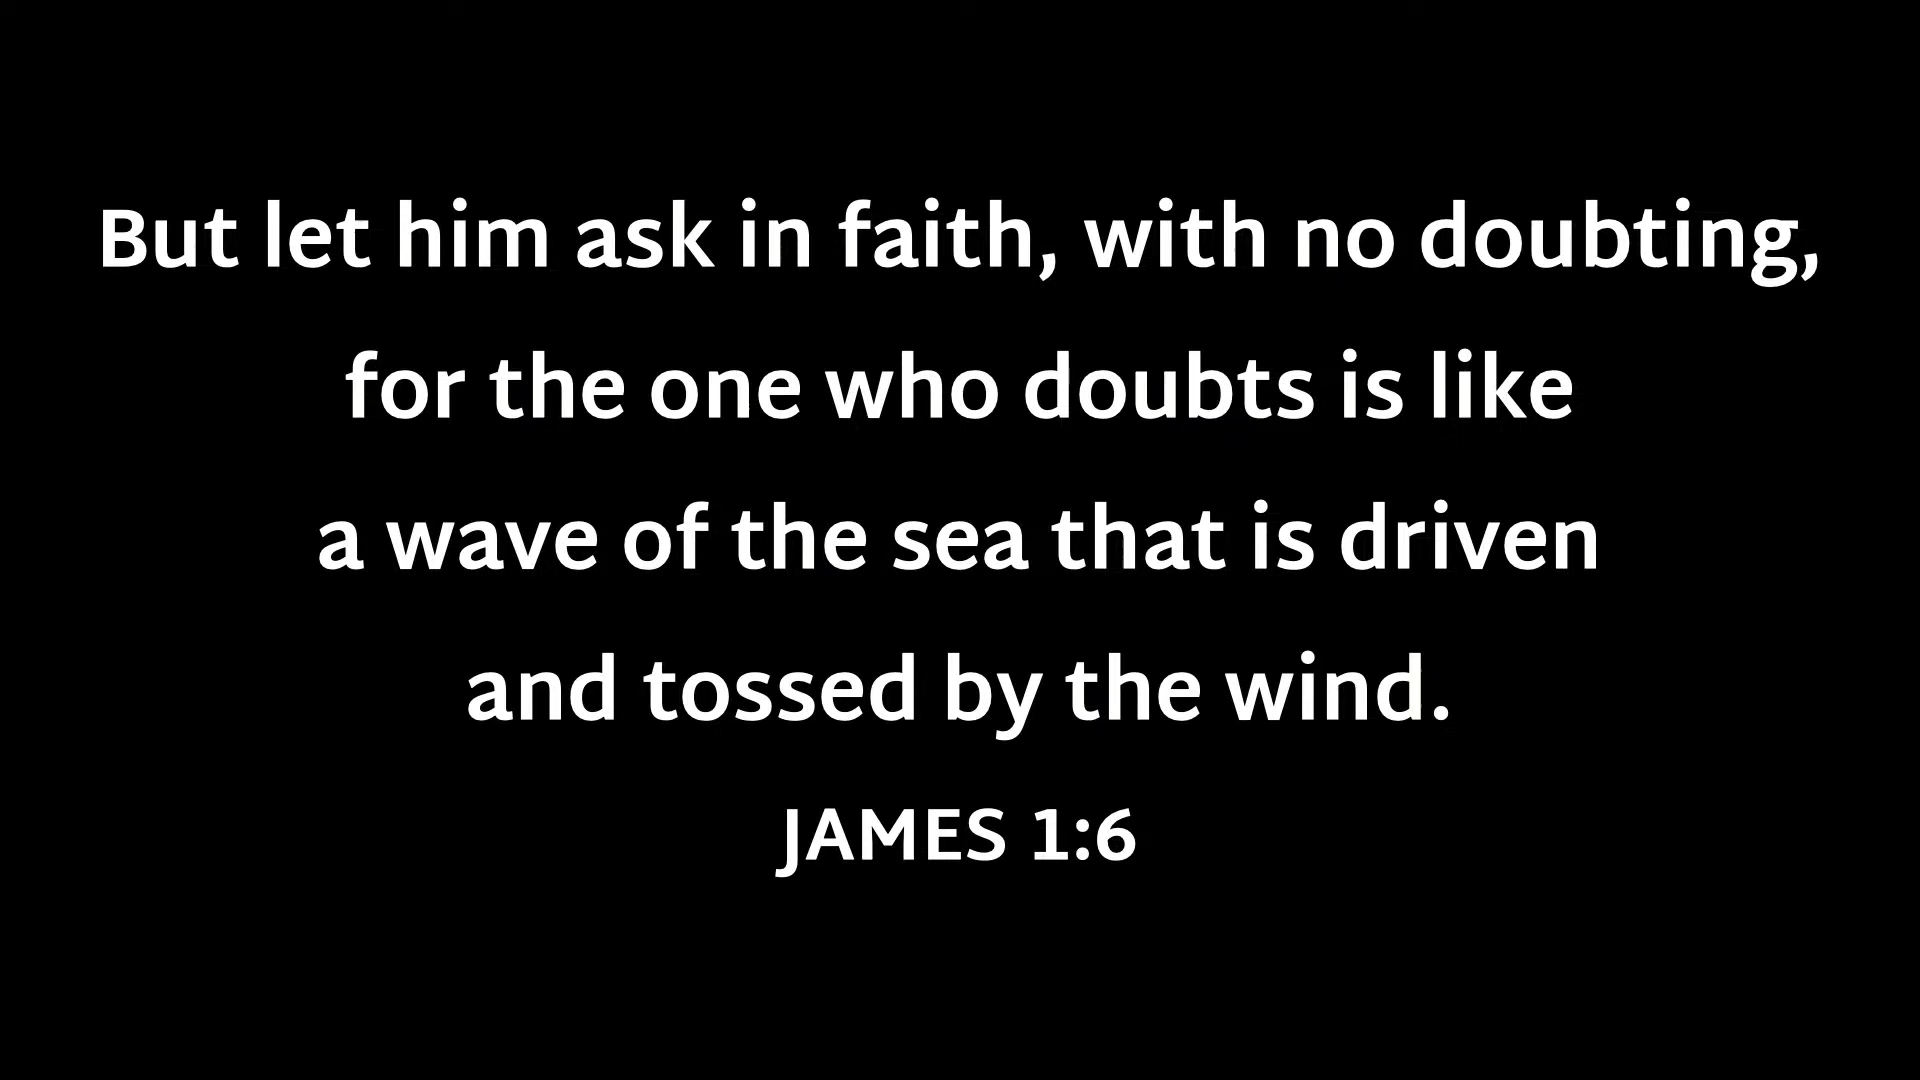 But let him ask in faith, with no doubting,
for the one who doubts is like
a wave of the sea that is driven
and tossed by the wind.
JAMES 1:6